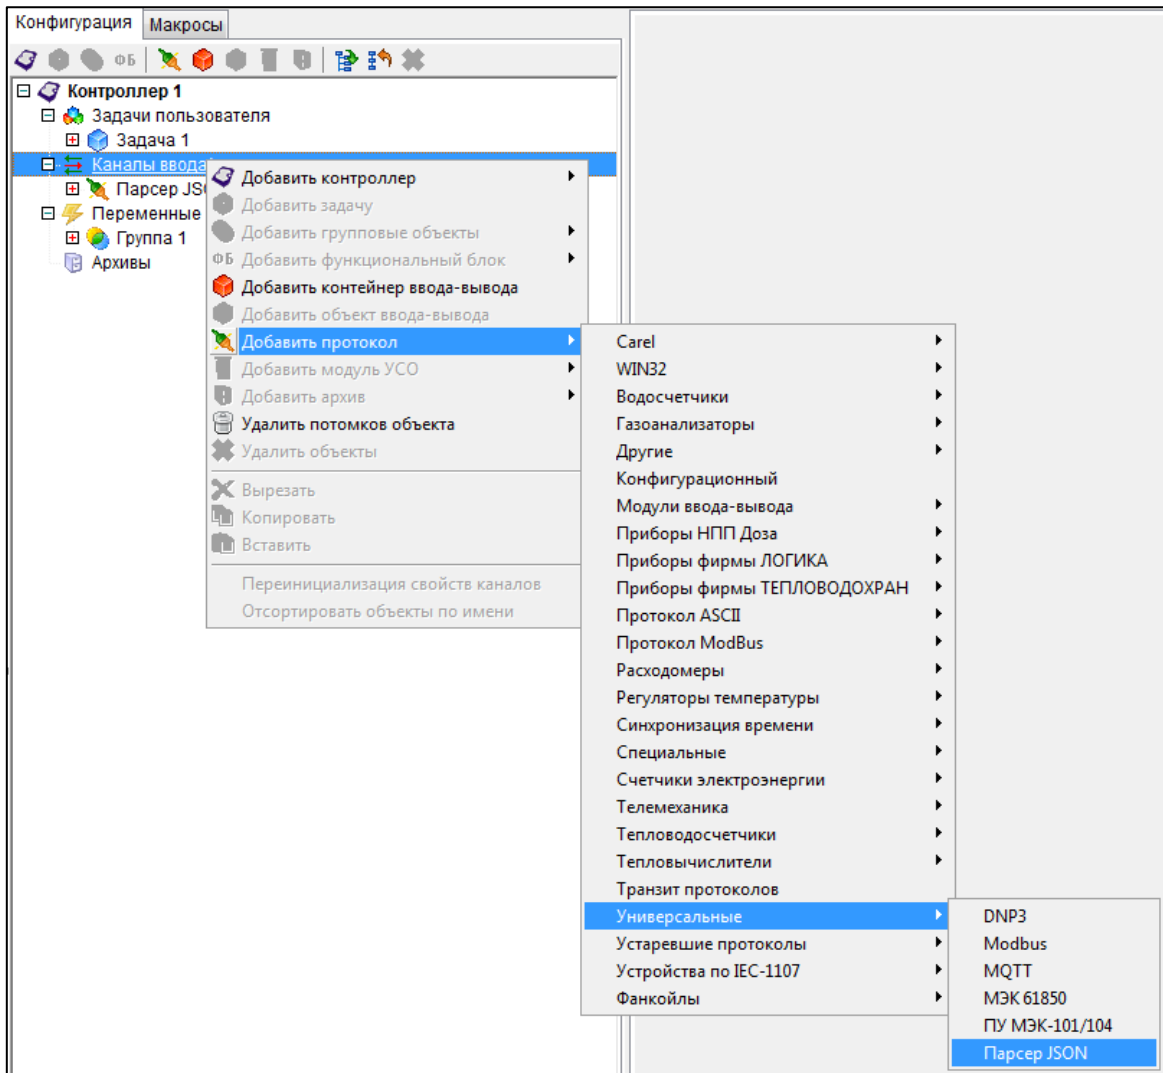 Конфигурация
Макросы
ФБ
Контроллер 1
Задачи пользователя
Задача 1
Каналы ввода
Парсер JS
Переменные
Группа 1
Архивы
Добавить контроллер
Добавить задачу
Добавить групповые объекты
ФБ Добавить функциональный блок
Добавить контейнер ввода-вывода
Добавить объект ввода-вывода
Добавить протокол
Добавить модуль УСО
Добавить архив
Удалить потомков объекта
Удалить объекты
Вырезать
Копировать
Вставить
Переинициализация свойств каналов
Отсортировать объекты по имени
Carel
WIN32
Водосчетчики
Газоанализаторы
Другие
Конфигурационный
Модули ввода-вывода
Приборы НПП Доза
Приборы фирмы ЛОГИКА
Приборы фирмы ТЕПЛОВОДОХРАН
Протокол ASCII
Протокол ModBus
Расходомеры
Регуляторы температуры
Синхронизация времени
Специальные
Счетчики электроэнергии
Телемеханика
Тепловодосчетчики
Тепловычислители
Транзит протоколов
Универсальные
Устаревшие протоколы
Устройства по IEC-1107
Фанкойлы
DNP3
Modbus
MQTT
МЭК 61850
ПУ МЭК-101/104
Парсер JSON